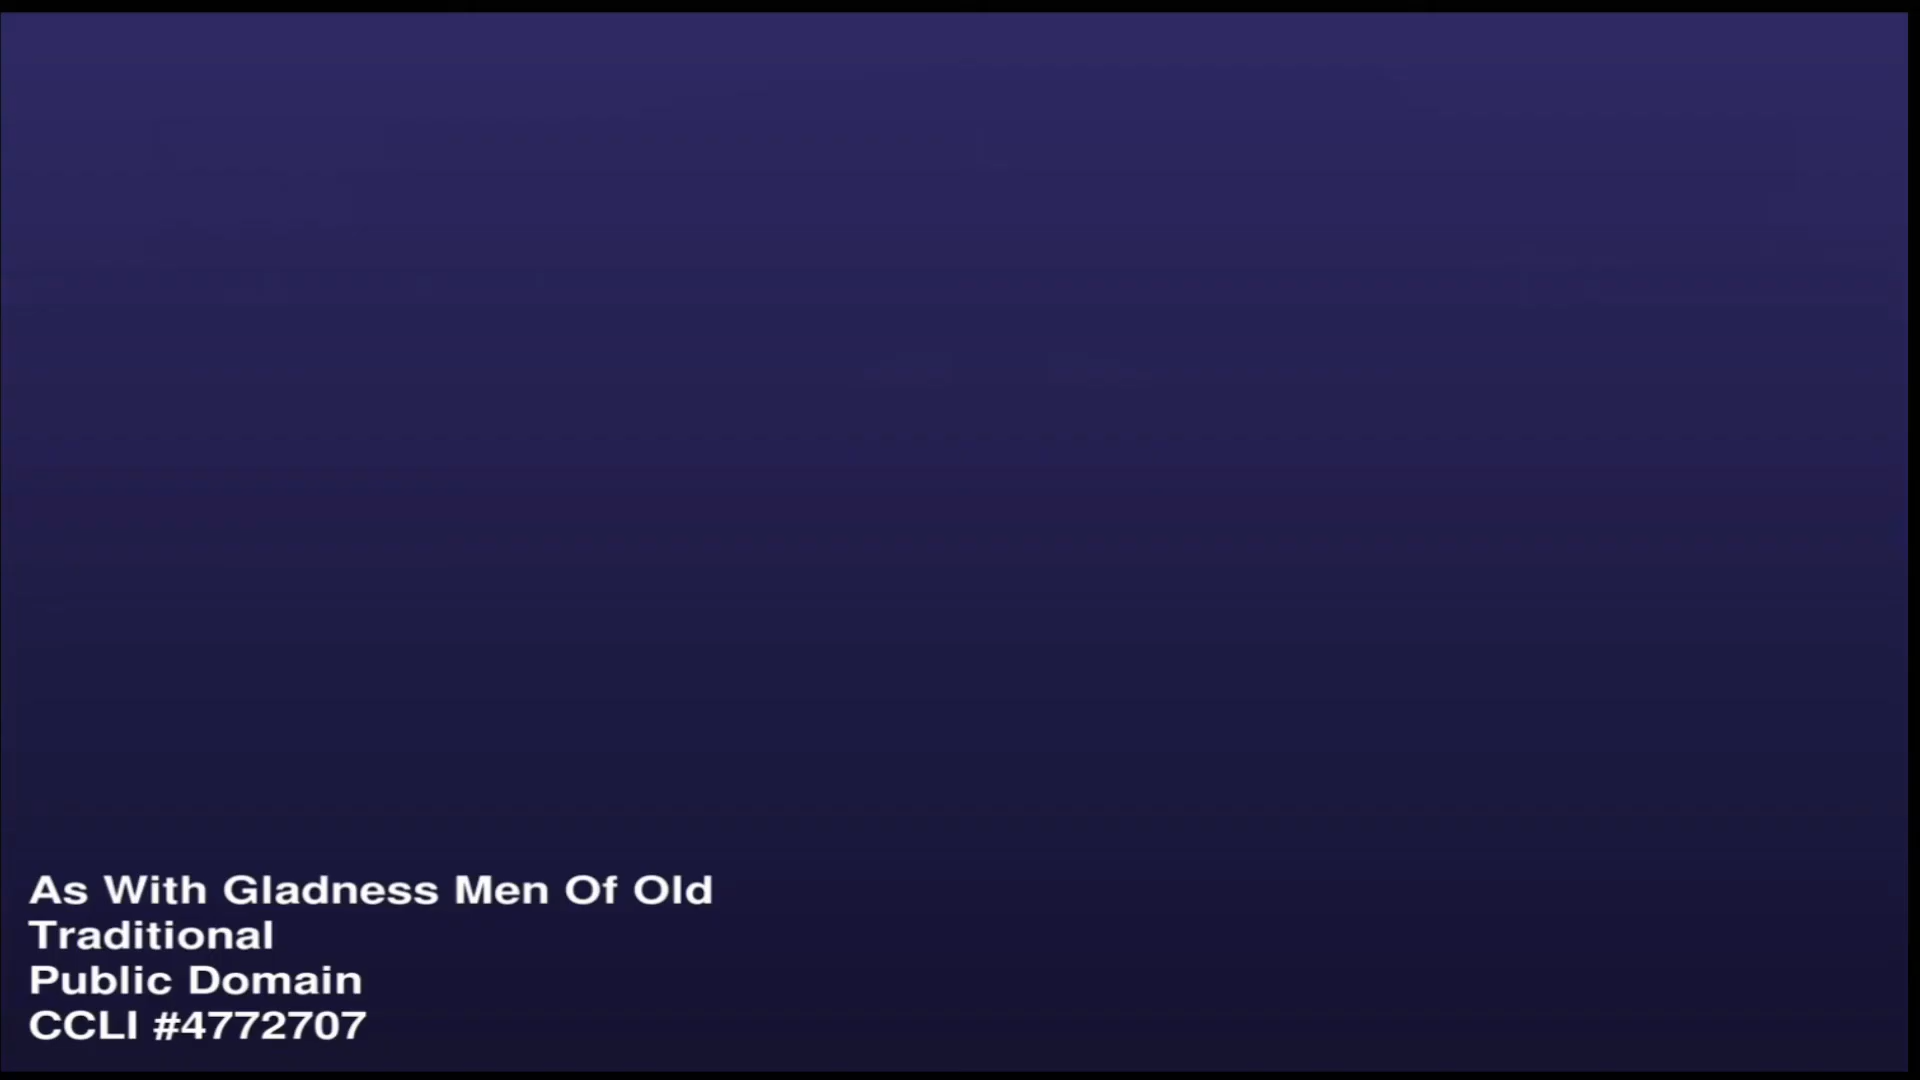 As With Gladness Men Of Old
Traditional
Public Domain
CCLI #4772707